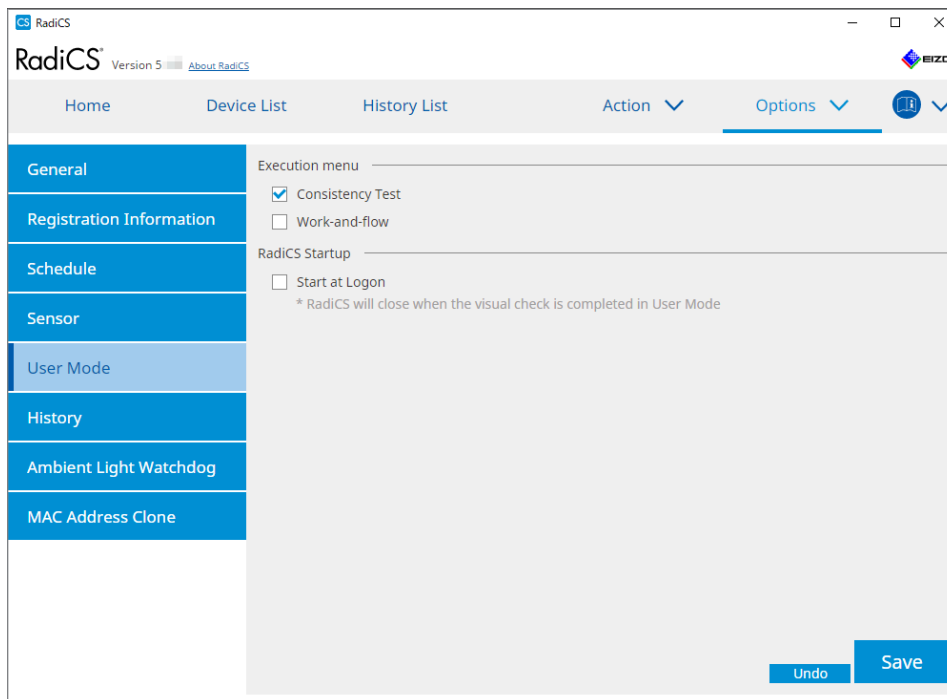 CS RadiCS
RadiCS® Version 5 About RadiCS
EIZO
Home Device List History List Action Options
General
Registration Information
Schedule
Sensor
User Mode
History
Ambient Light Watchdog
MAC Address Clone
Execution menu
Consistency Test
Work-and-flow
RadiCS Startup
Start at Logon
* RadiCS will close when the visual check is completed in User Mode
Undo Save